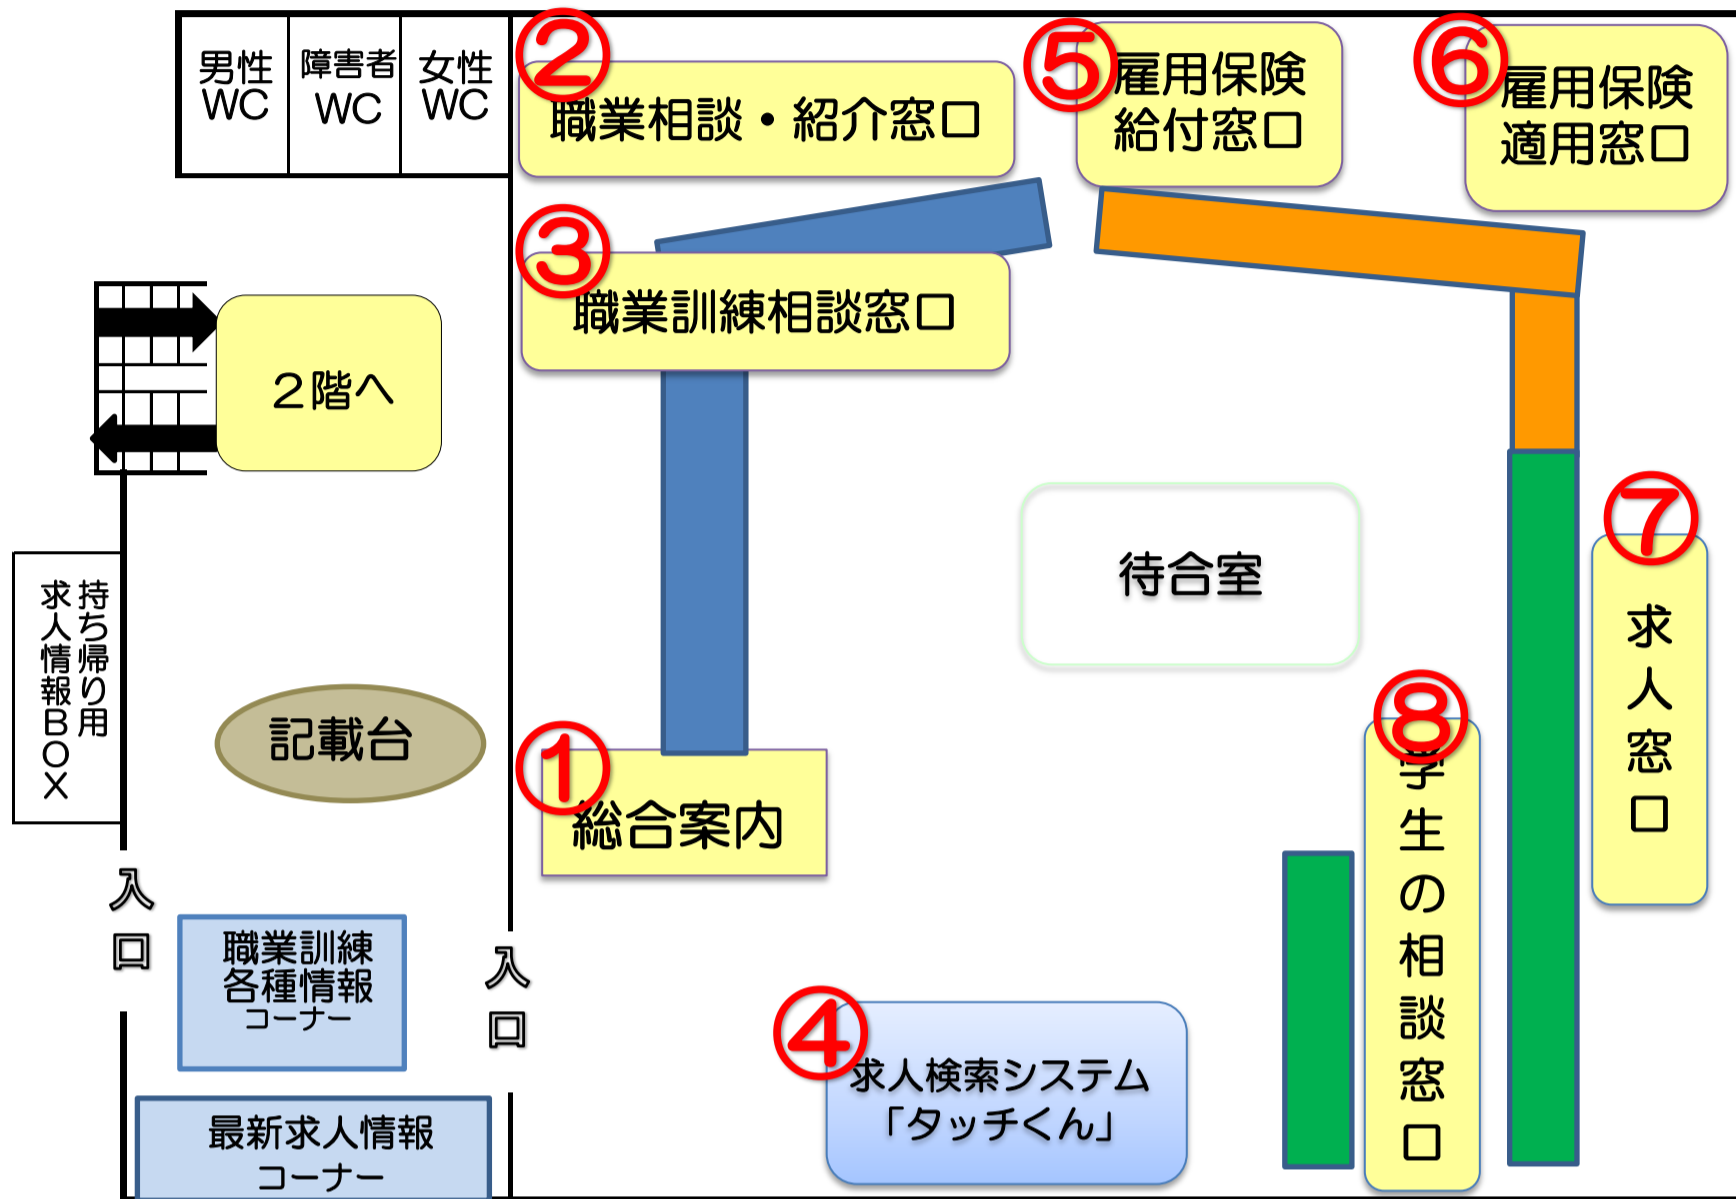 男性
WC
障害者
WC
女性
WC
②
職業相談・紹介窓口
⑤
雇用保険
給付窓口
⑥
雇用保険
適用窓口
③
職業訓練相談窓口
２階へ
待合室
⑦
求人窓口
持ち帰り用
求人情報ＢＯＸ
記載台
①
総合案内
⑧
学生の相談窓口
入口
職業訓練
各種情報
コーナー
入口
④
求人検索システム
「タッチくん」
最新求人情報
コーナー